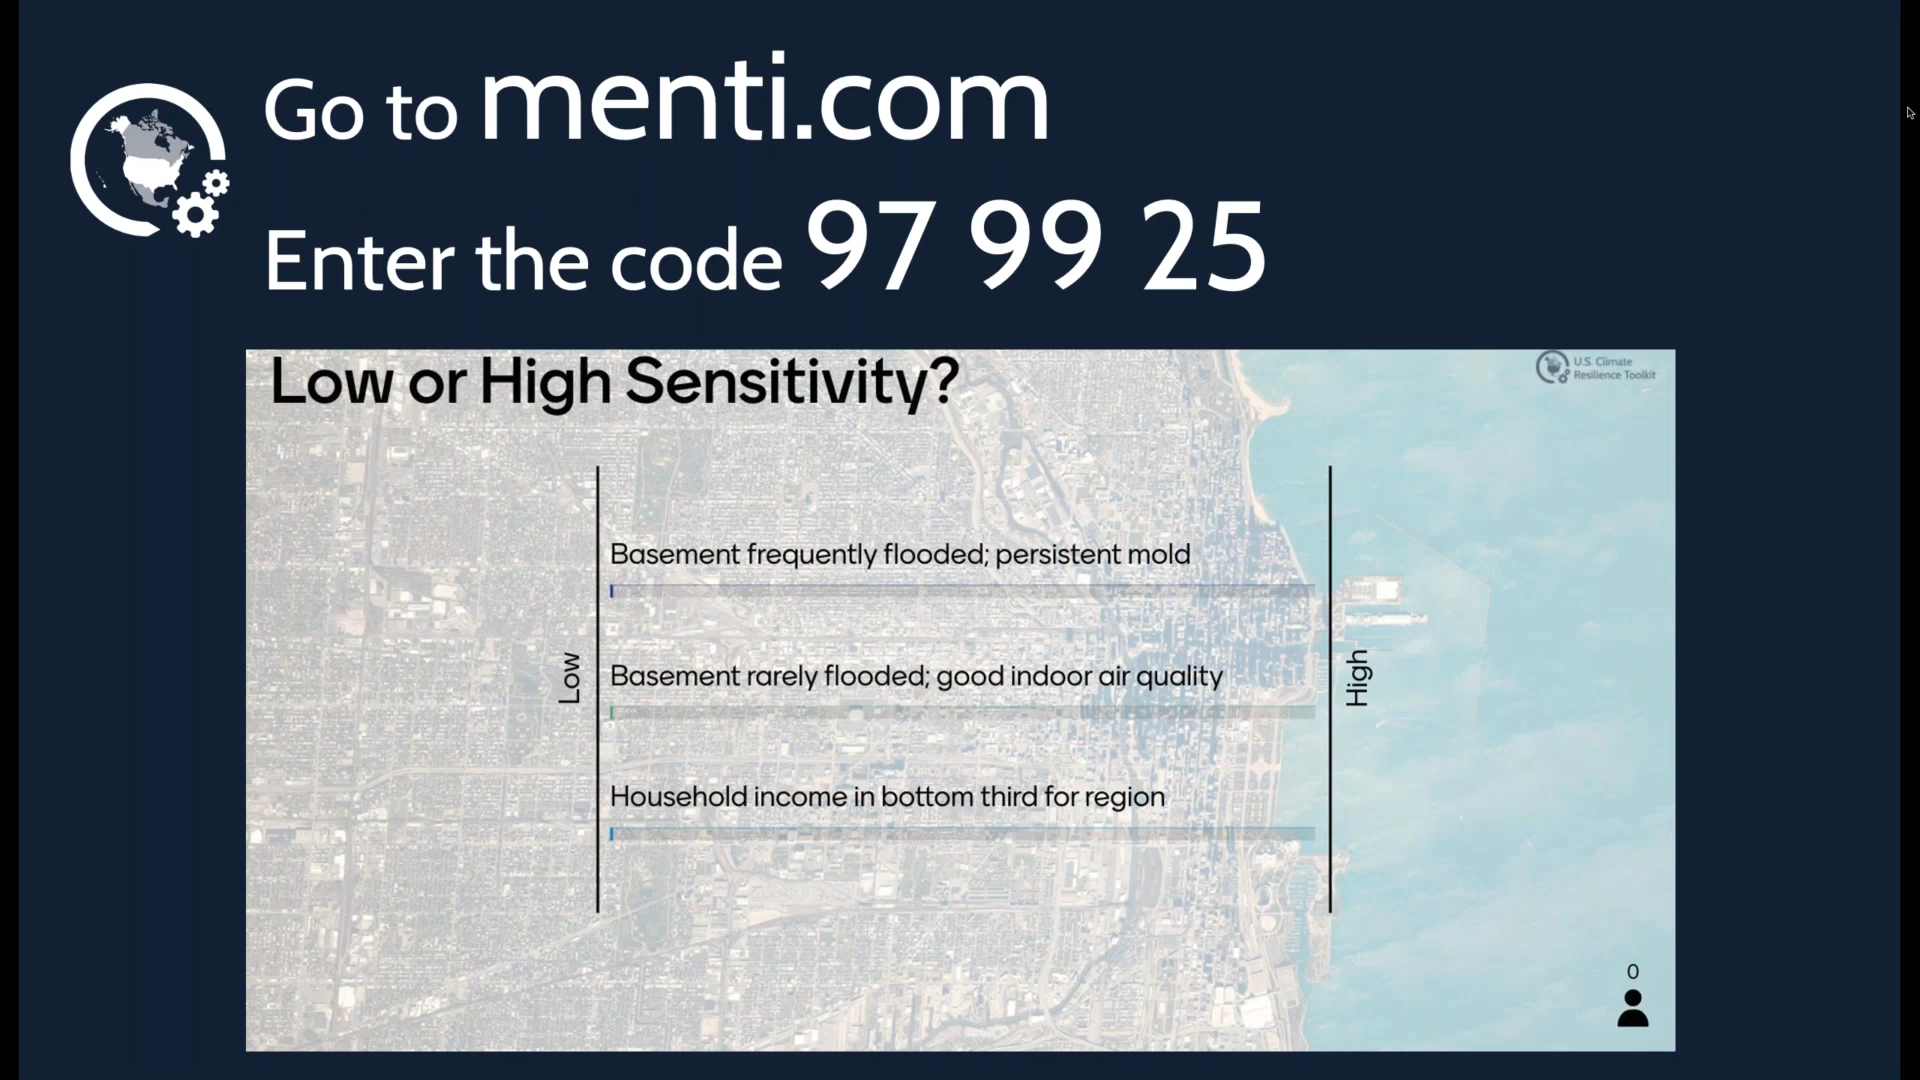 Go to menti.com
Enter the code 97 99 25
Low or High Sensitivity?
U.S. Climate
Resilience Toolkit
Basement frequently flooded; persistent mold
Low
Basement rarely flooded; good indoor air quality
High
Household income in bottom third for region
0